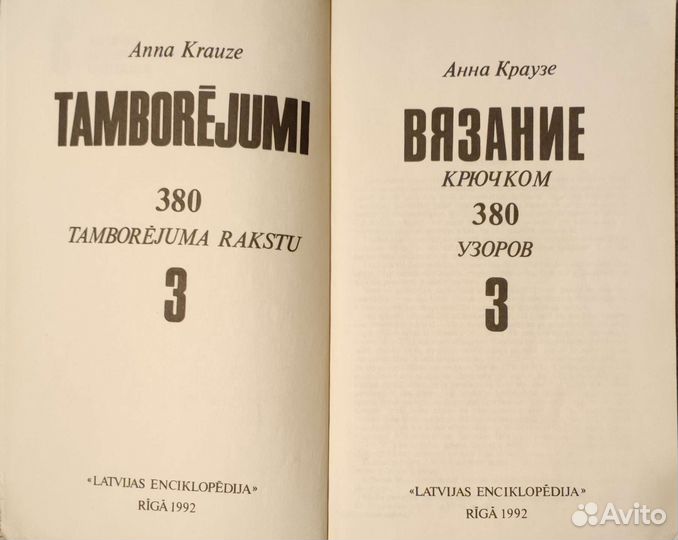 Anna Krauze
TAMBORĒJUMI
380
TAMBORĒJUMA RAKSTU
3
«LATVIJAS ENCIKLOPĒDIJA»
RĪGĀ 1992
Анна Краузе
ВЯЗАНИЕ
КРЮЧКОМ
380
УЗОРОВ
3
«LATVIJAS ENCIKLOPĒDIJA»
RĪGĀ 1992
Avito